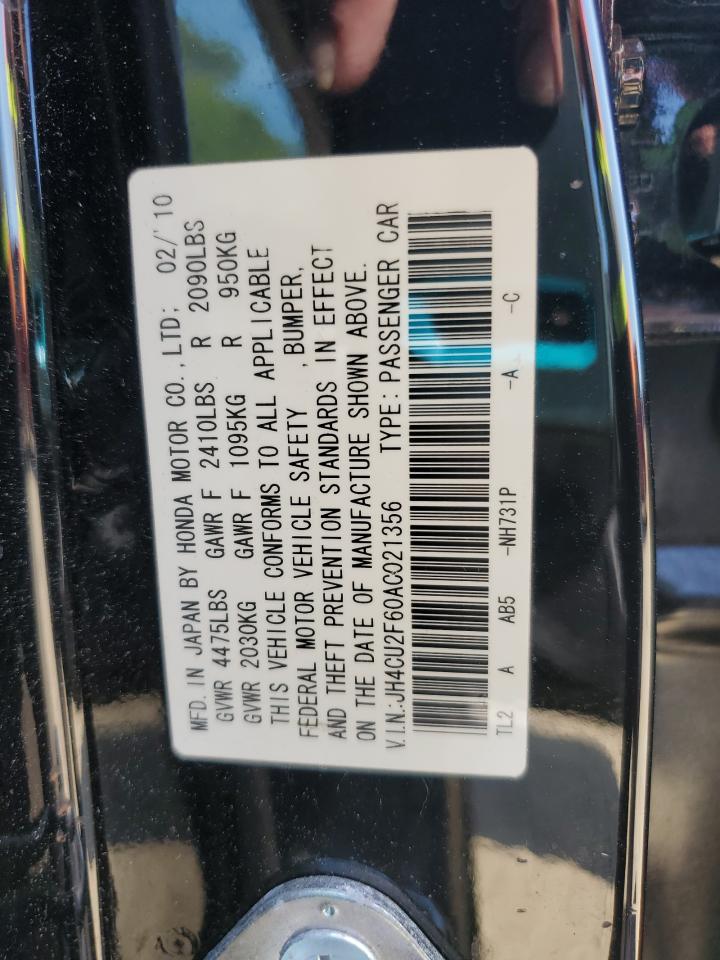 MFD. IN JAPAN BY HONDA MOTOR CO.,LTD; 02/'10
GVWR 4475LBS GAWR F 2410LBS R 2090LBS
GVWR 2030KG GAWR F 1095KG R 950KG
THIS VEHICLE CONFORMS TO ALL APPLICABLE
FEDERAL MOTOR VEHICLE SAFETY , BUMPER,
AND THEFT PREVENTION STANDARDS IN EFFECT
ON THE DATE OF MANUFACTURE SHOWN ABOVE.
V.I.N.:JH4CU2F60AC021356 TYPE: PASSENGER CAR
TL2 A AB5 -NH731P -A -C